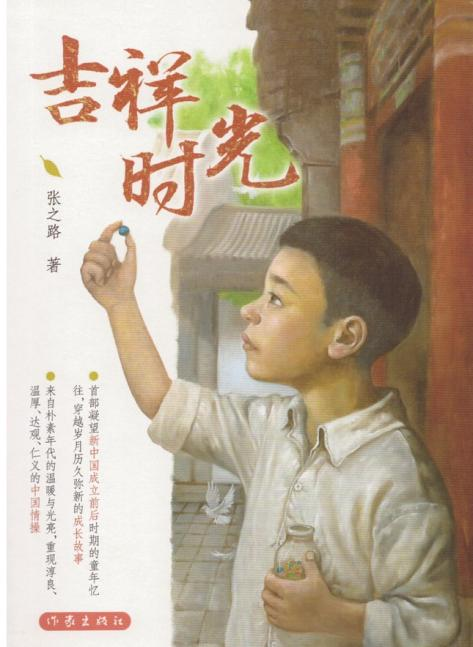 吉祥
时光
张之路 著
首部凝望新中国成立前后时期的童年忆
往,穿越岁月历久弥新的成长故事
来自朴素年代的温暖与光亮,重现淳良、
温厚、达观、仁义的中国情操
作家出版社